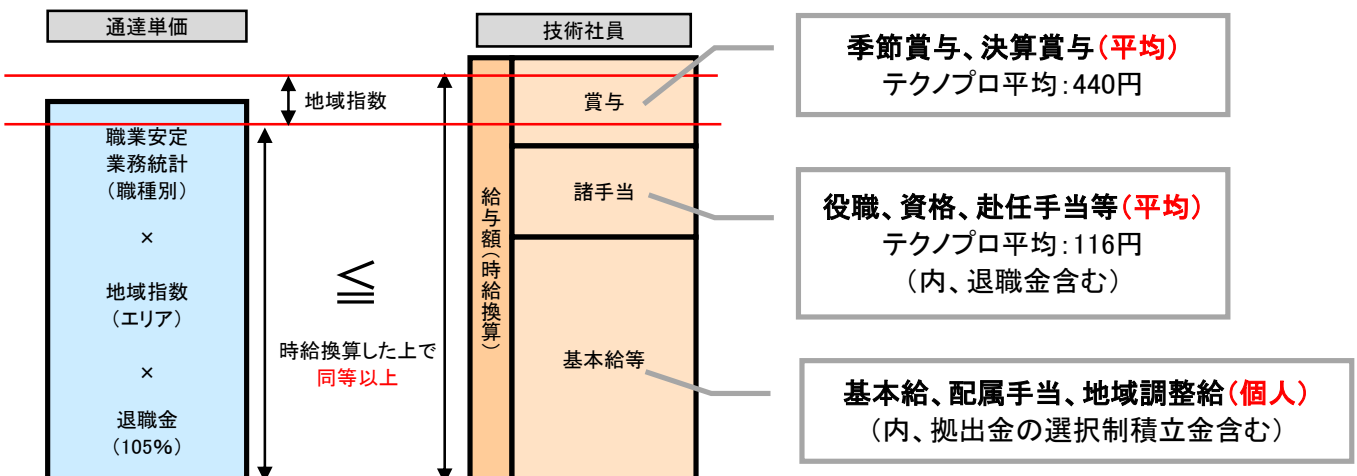 通達単価
技術社員
地域指数
職業安定
業務統計
（職種別）
×
地域指数
（エリア）
×
退職金
（105%）
≦
時給換算した上で
同等以上
給与額（時給換算）
賞与
諸手当
基本給等
季節賞与、決算賞与（平均）
テクノプロ平均：440円
役職、資格、赴任手当等（平均）
テクノプロ平均：116円
（内、退職金含む）
基本給、配属手当、地域調整給（個人）
（内、拠出金の選択制積立金含む）